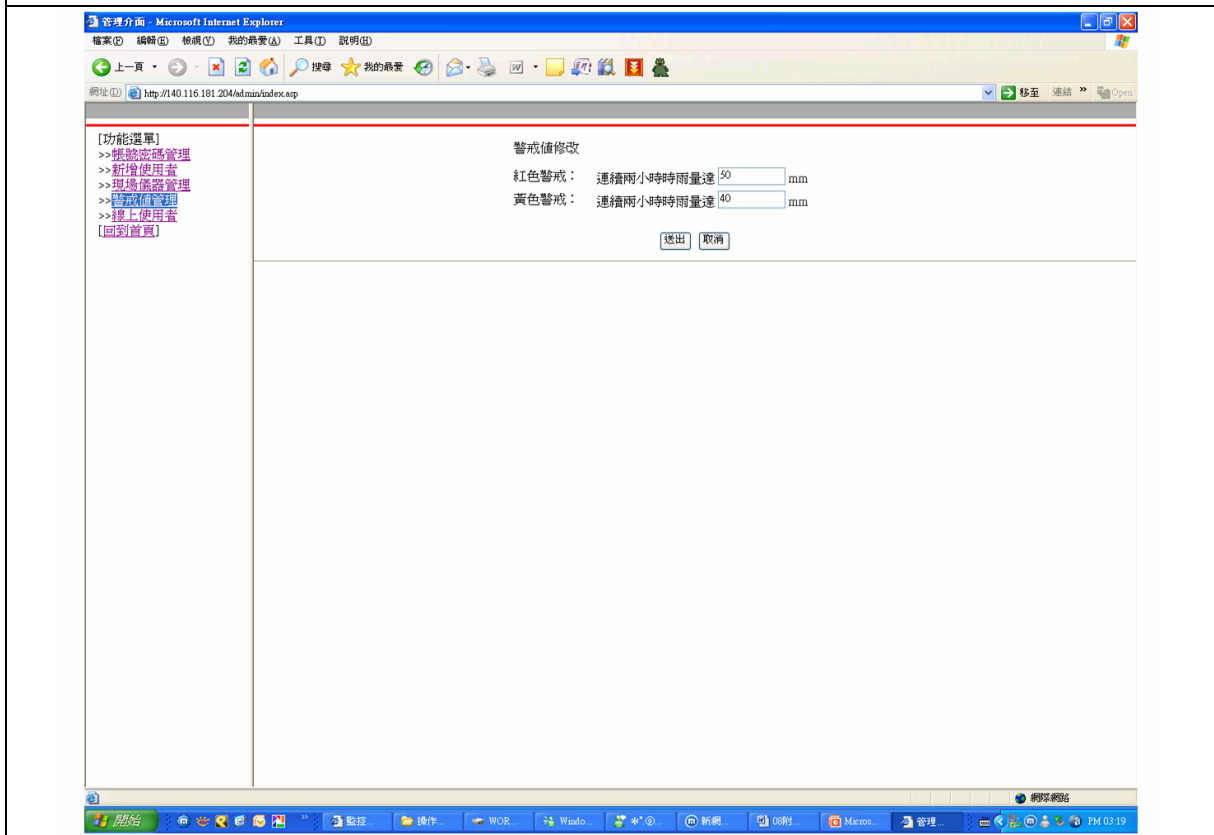 管理介面 - Microsoft Internet Explorer
檔案(F) 編輯(E) 檢視(V) 我的最愛(A) 工具(T) 說明(H)
上一頁 搜尋 我的最愛
網址(D) http://140.116.181.204/admin/index.asp 移至 連結 » Open
[功能選單]
>>帳號密碼管理
>>新增使用者
>>現場儀器管理
>>警戒值管理
>>線上使用者
[回到首頁]
警戒值修改
紅色警戒： 連續兩小時時雨量達 50 mm
黃色警戒： 連續兩小時時雨量達 40 mm
送出 取消
網際網路
開始 » 監控... 操作... WOR... Windo... 新網... 08附... Micros... 管理... PM 03:19